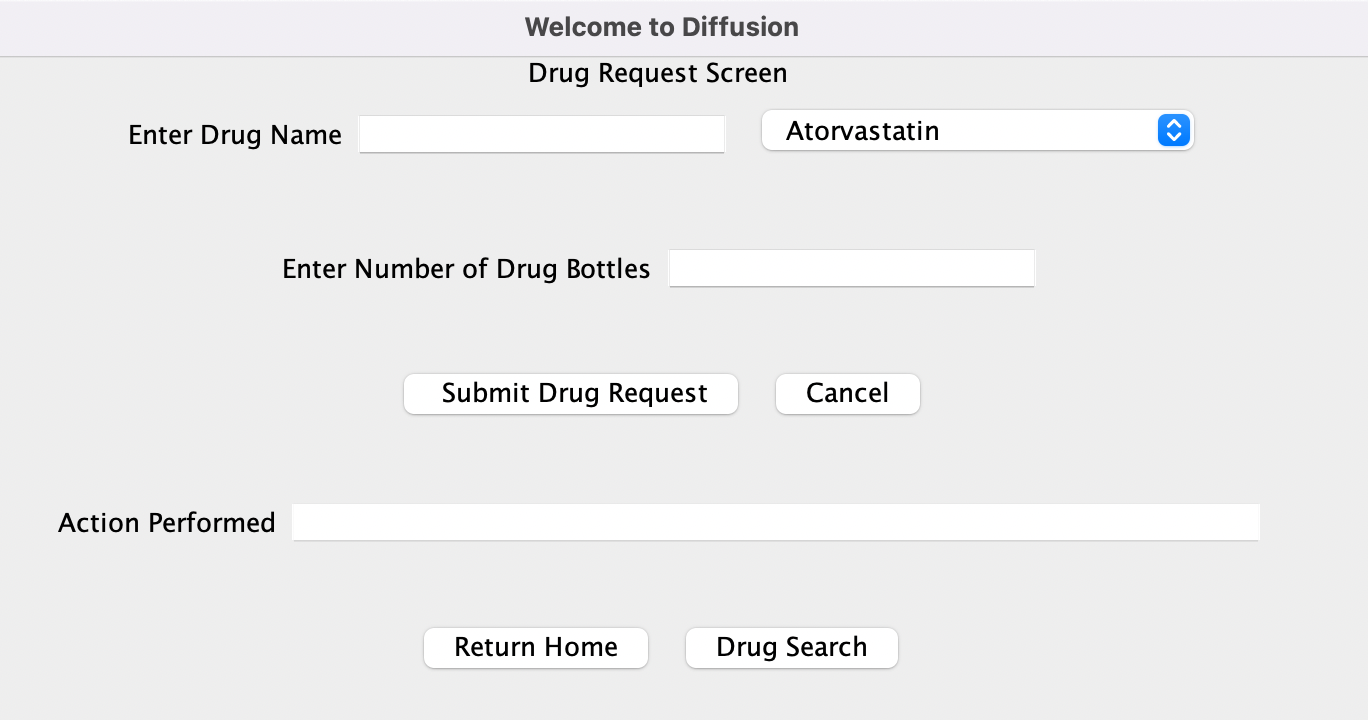 Welcome to Diffusion
Drug Request Screen
Enter Drug Name Atorvastatin
Enter Number of Drug Bottles
Submit Drug Request Cancel
Action Performed
Return Home Drug Search